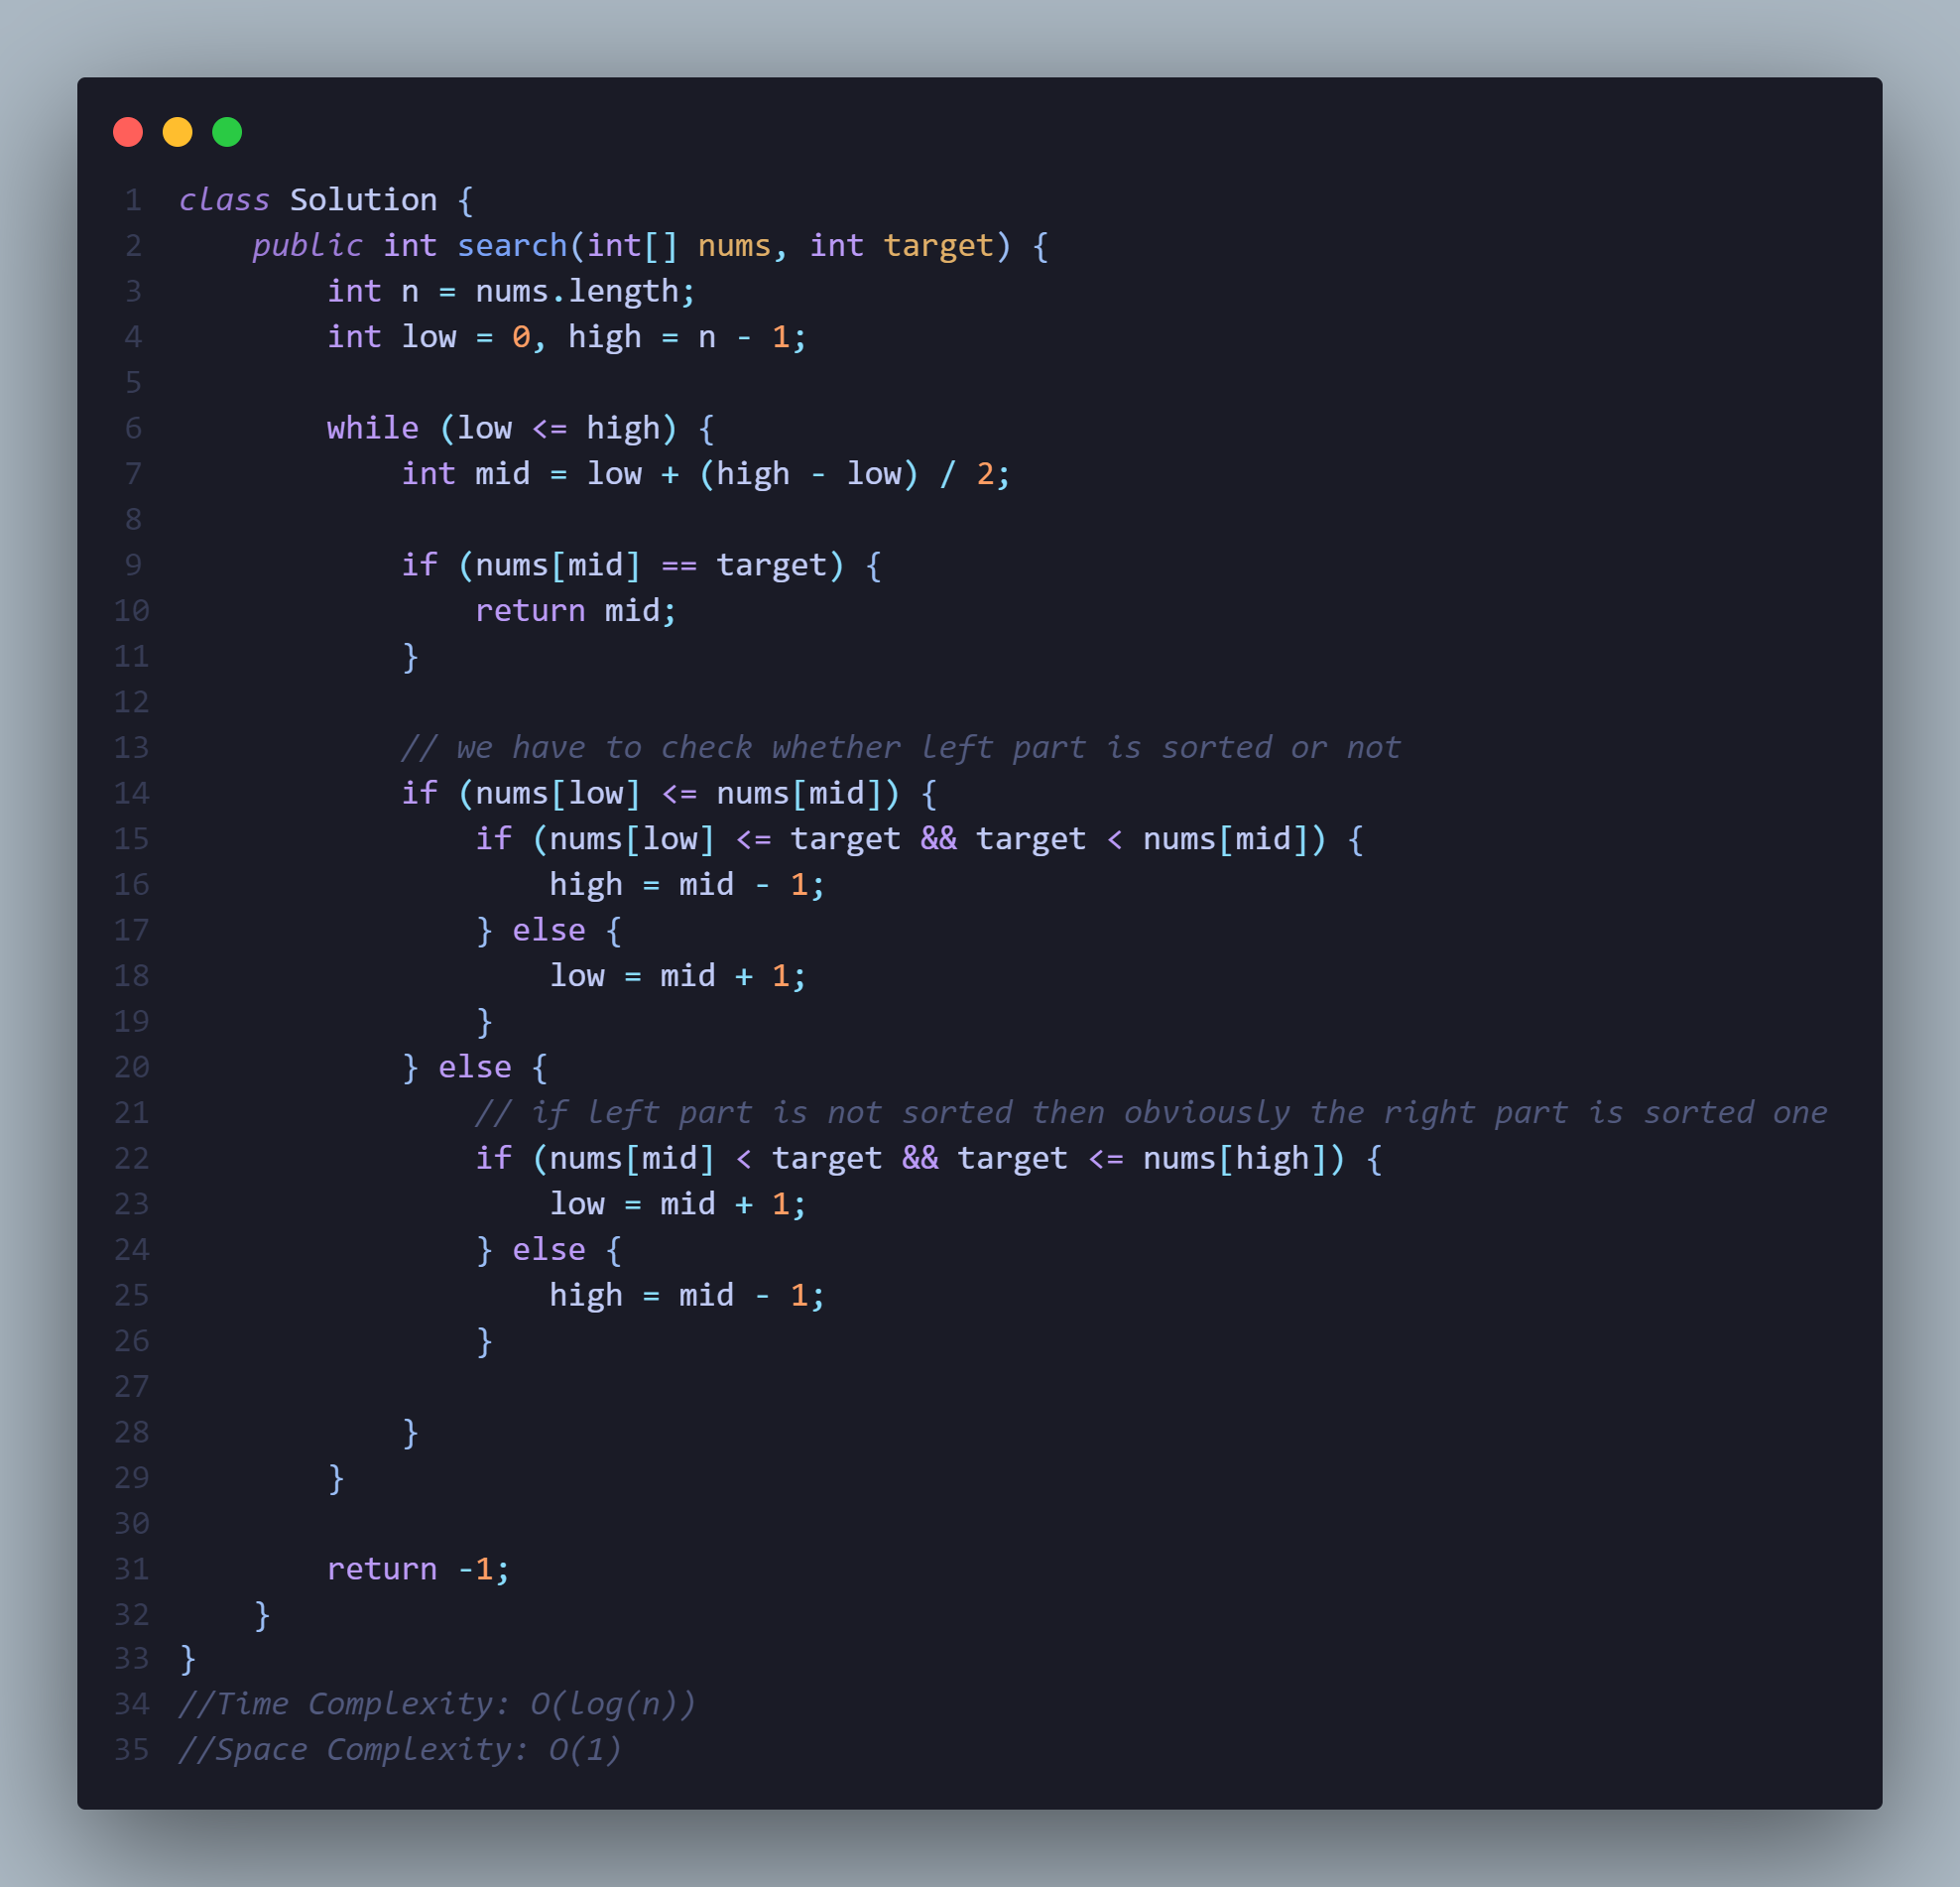 1 class Solution {
2     public int search(int[] nums, int target) {
3         int n = nums.length;
4         int low = 0, high = n - 1;
5
6         while (low <= high) {
7             int mid = low + (high - low) / 2;
8
9             if (nums[mid] == target) {
10                 return mid;
11             }
12
13             // we have to check whether left part is sorted or not
14             if (nums[low] <= nums[mid]) {
15                 if (nums[low] <= target && target < nums[mid]) {
16                     high = mid - 1;
17                 } else {
18                     low = mid + 1;
19                 }
20             } else {
21                 // if left part is not sorted then obviously the right part is sorted one
22                 if (nums[mid] < target && target <= nums[high]) {
23                     low = mid + 1;
24                 } else {
25                     high = mid - 1;
26                 }
27
28             }
29         }
30
31         return -1;
32     }
33 }
34 //Time Complexity: O(log(n))
35 //Space Complexity: O(1)